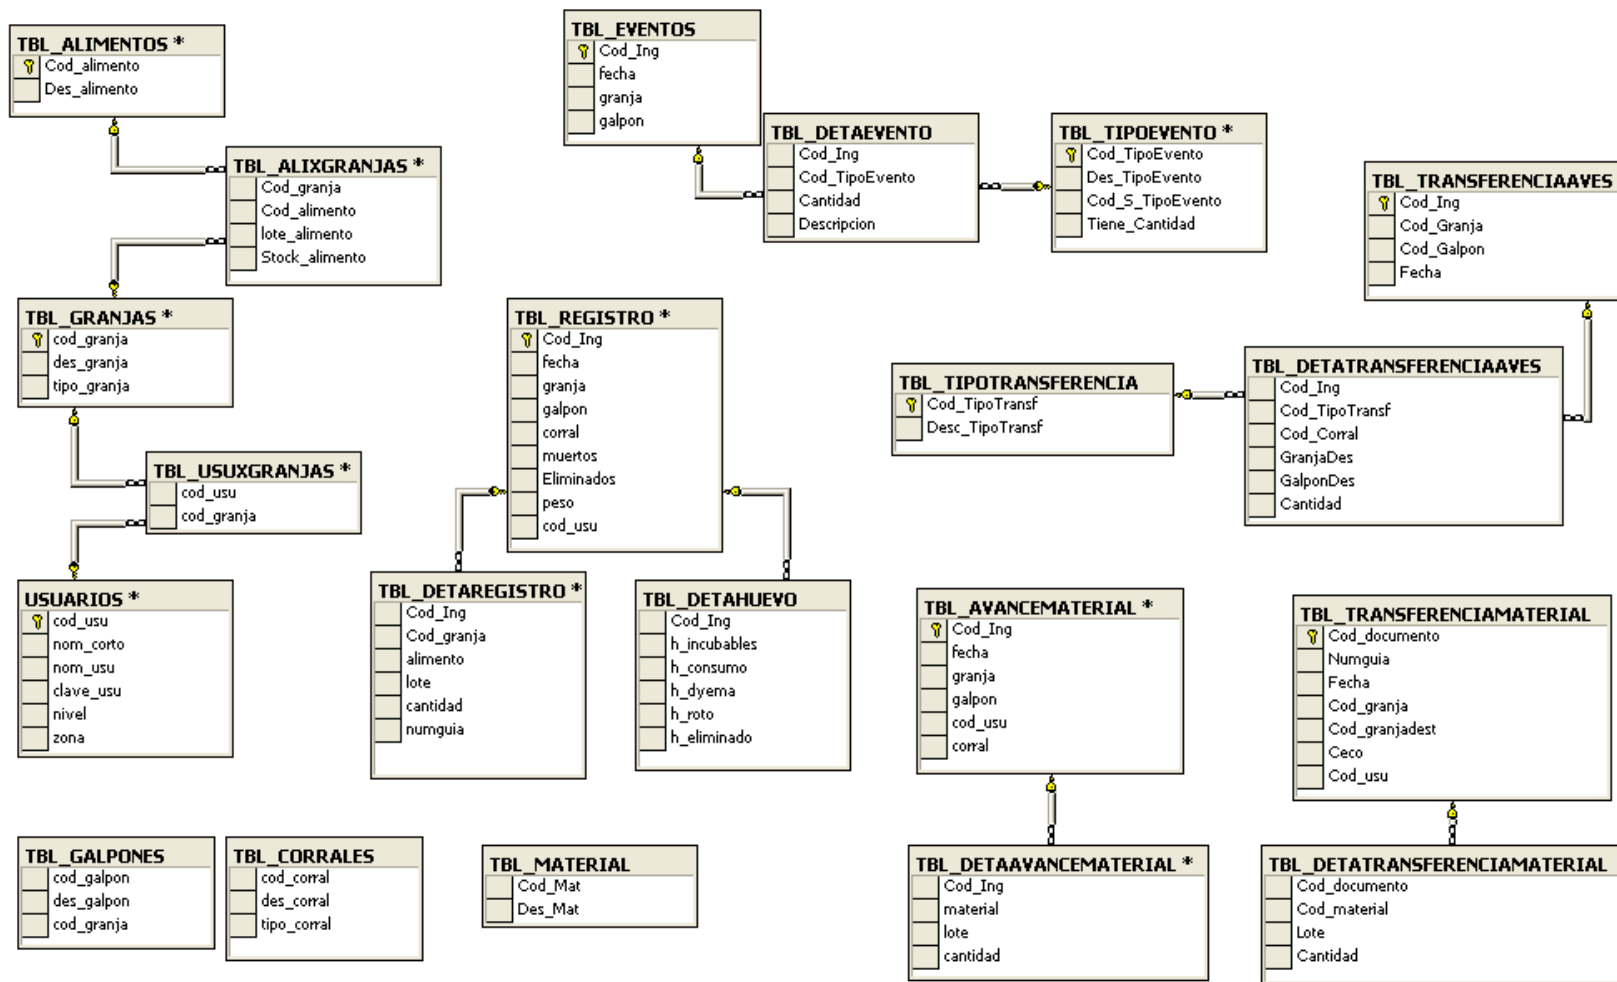 TBL_ALIMENTOS *
Cod_alimento
Des_alimento
TBL_ALIXGRANJAS *
Cod_granja
Cod_alimento
lote_alimento
Stock_alimento
TBL_GRANJAS *
cod_granja
des_granja
tipo_granja
TBL_USUXGRANJAS *
cod_usu
cod_granja
USUARIOS *
cod_usu
nom_corto
nom_usu
clave_usu
nivel
zona
TBL_GALPONES
cod_galpon
des_galpon
cod_granja
TBL_CORRALES
cod_corral
des_corral
tipo_corral
TBL_EVENTOS
Cod_Ing
fecha
granja
galpon
TBL_DETAEVENTO
Cod_Ing
Cod_TipoEvento
Cantidad
Descripcion
TBL_TIPOEVENTO *
Cod_TipoEvento
Des_TipoEvento
Cod_S_TipoEvento
Tiene_Cantidad
TBL_REGISTRO *
Cod_Ing
fecha
granja
galpon
corral
muertos
Eliminados
peso
cod_usu
TBL_DETAREGISTRO *
Cod_Ing
Cod_granja
alimento
lote
cantidad
numguia
TBL_DETAHUEVO
Cod_Ing
h_incubables
h_consumo
h_dyema
h_roto
h_eliminado
TBL_MATERIAL
Cod_Mat
Des_Mat
TBL_TRANSFERENCIAAVES
Cod_Ing
Cod_Granja
Cod_Galpon
Fecha
TBL_TIPOTRANSFERENCIA
Cod_TipoTransf
Desc_TipoTransf
TBL_DETATRANSFERENCIAAVES
Cod_Ing
Cod_TipoTransf
Cod_Corral
GranjaDes
GalponDes
Cantidad
TBL_AVANCEMATERIAL *
Cod_Ing
fecha
granja
galpon
cod_usu
corral
TBL_DETAAVANCEMATERIAL *
Cod_Ing
material
lote
cantidad
TBL_TRANSFERENCIAMATERIAL
Cod_documento
Numguia
Fecha
Cod_granja
Cod_granjadest
Ceco
Cod_usu
TBL_DETATRANSFERENCIAMATERIAL
Cod_documento
Cod_material
Lote
Cantidad